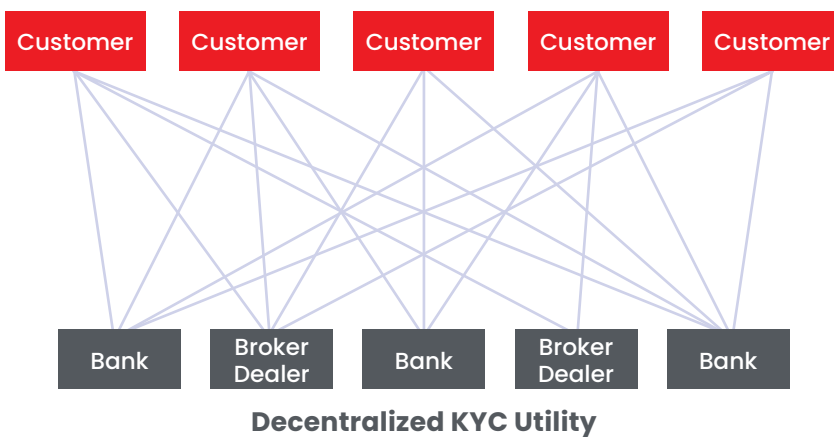 Customer
Customer
Customer
Customer
Customer
Bank
Broker
Dealer
Bank
Broker
Dealer
Bank
Decentralized KYC Utility